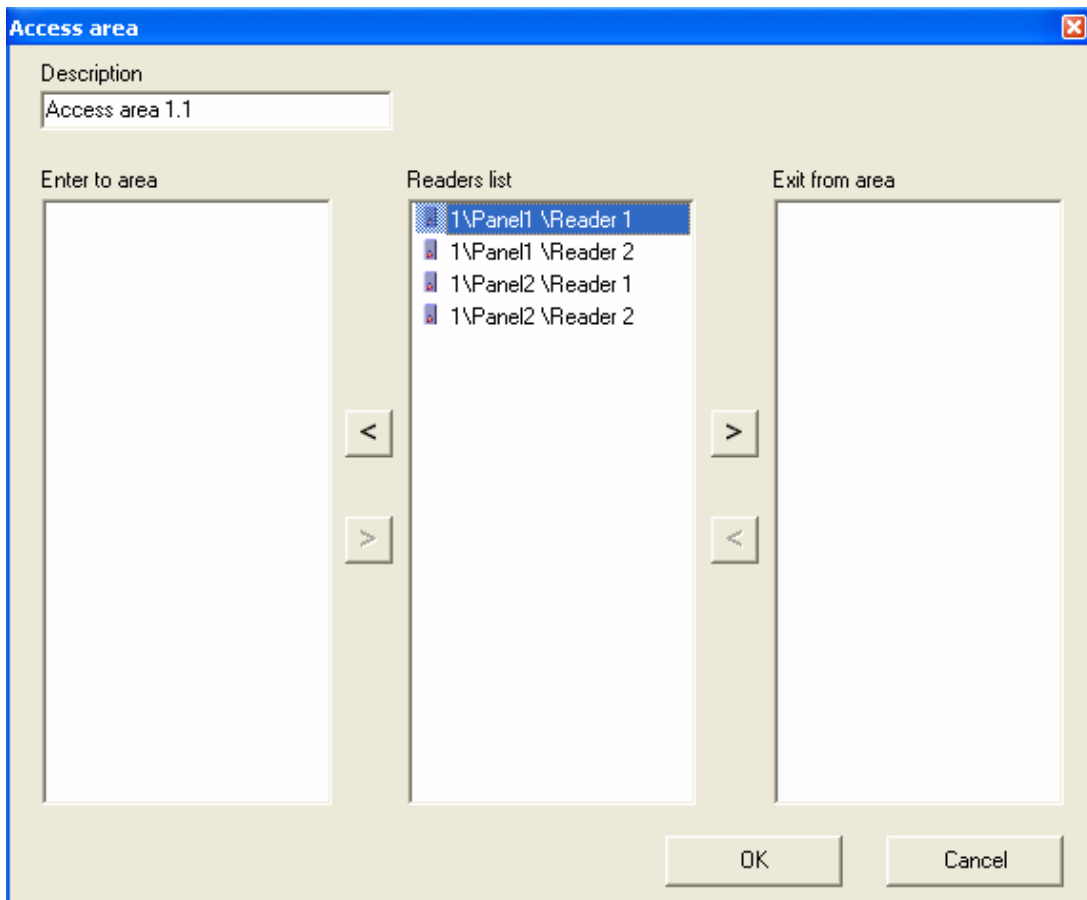 Access area
Description
Access area 1.1
Enter to area
Readers list
Exit from area
1\Panel1 \Reader 1
1\Panel1 \Reader 2
1\Panel2 \Reader 1
1\Panel2 \Reader 2
< >
> <
OK Cancel